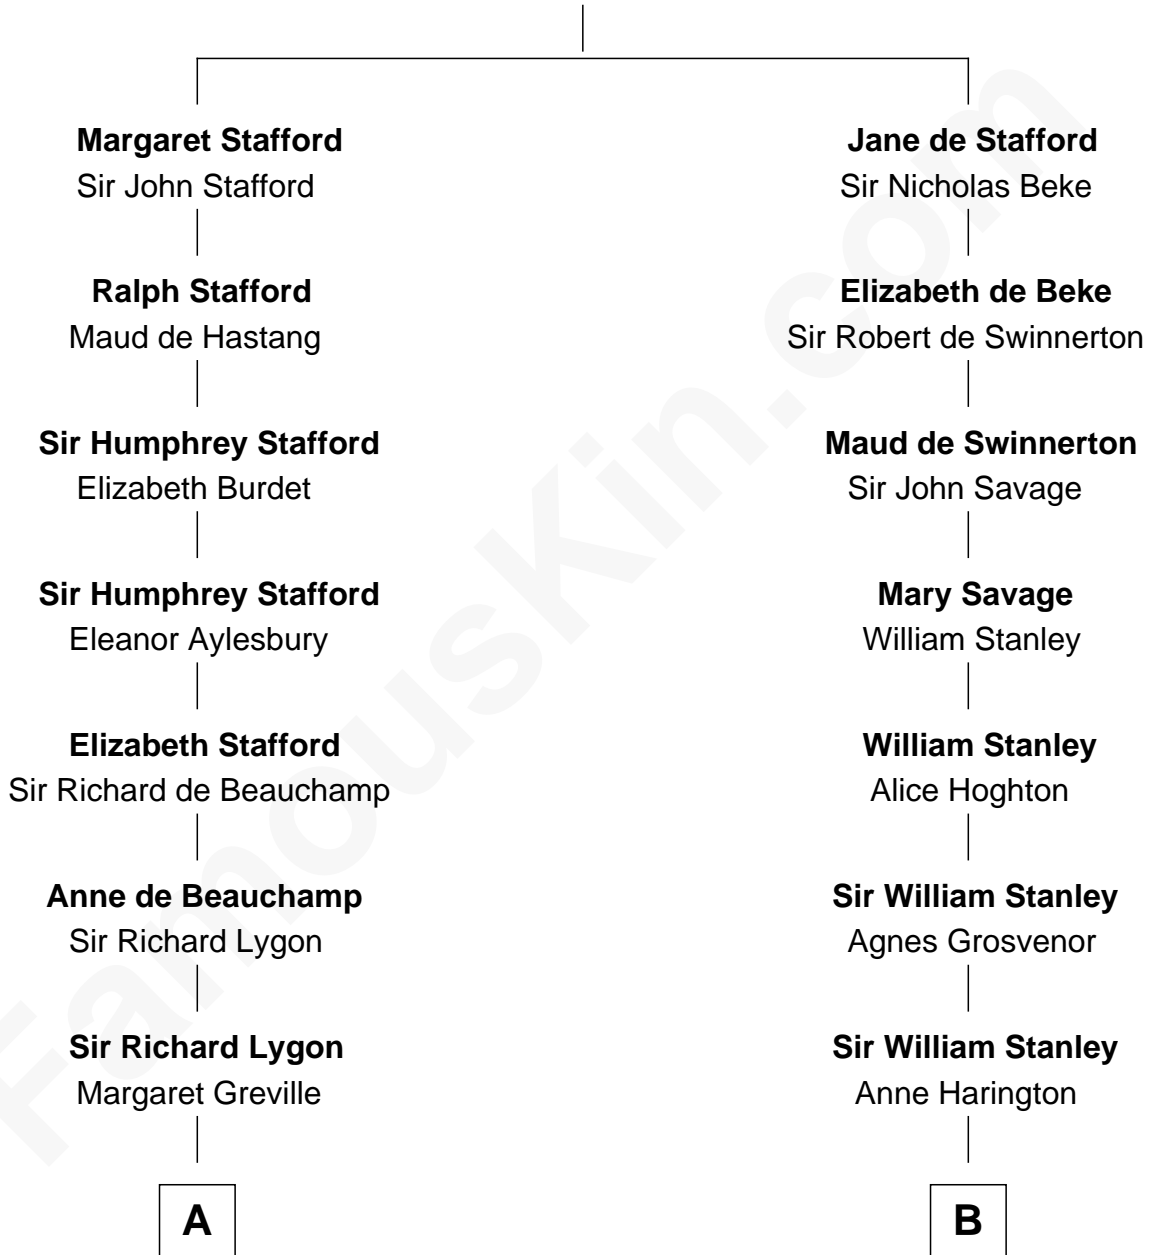 Margaret Stafford
Sir John Stafford
Ralph Stafford
Maud de Hastang
Sir Humphrey Stafford
Elizabeth Burdet
Sir Humphrey Stafford
Eleanor Aylesbury
Elizabeth Stafford
Sir Richard de Beauchamp
Anne de Beauchamp
Sir Richard Lygon
Sir Richard Lygon
Margaret Greville
A
Jane de Stafford
Sir Nicholas Beke
Elizabeth de Beke
Sir Robert de Swinnerton
Maud de Swinnerton
Sir John Savage
Mary Savage
William Stanley
William Stanley
Alice Hoghton
Sir William Stanley
Agnes Grosvenor
Sir William Stanley
Anne Harington
B
FamousKin.com